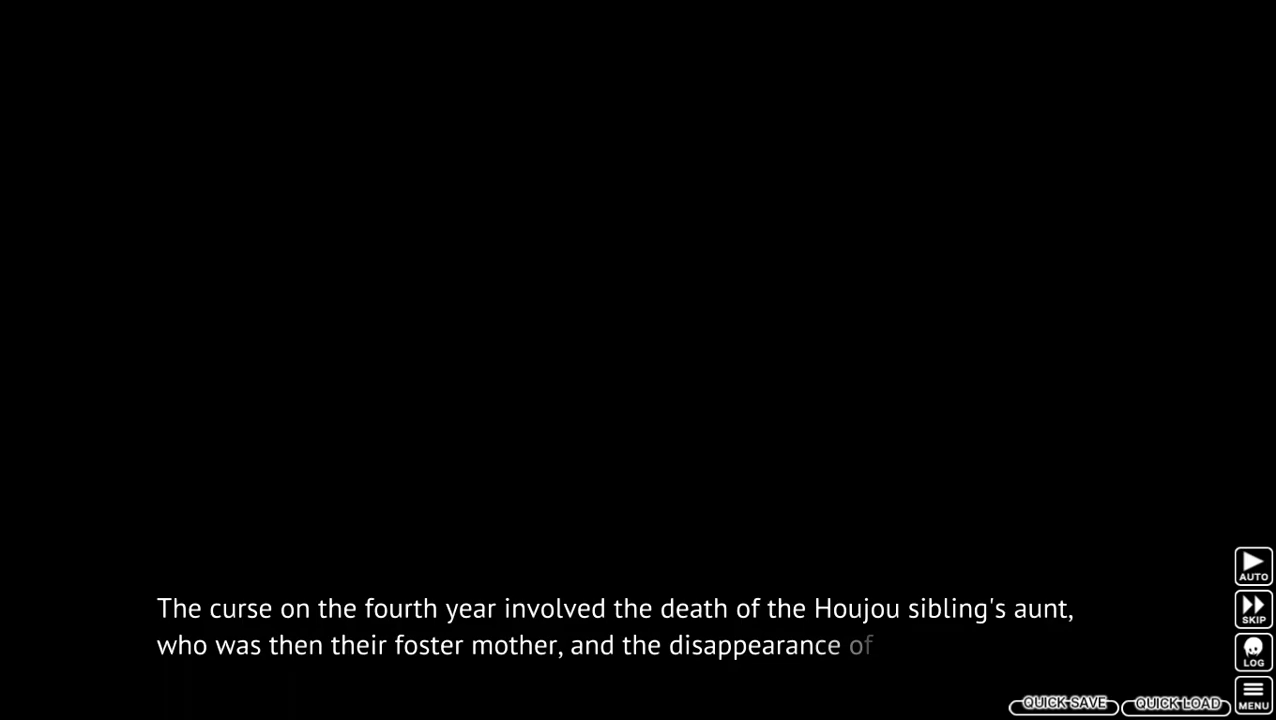 The curse on the fourth year involved the death of the Houjou sibling's aunt,
who was then their foster mother, and the disappearance of
AUTO
SKIP
LOG
MENU
QUICK SAVE
QUICK LOAD